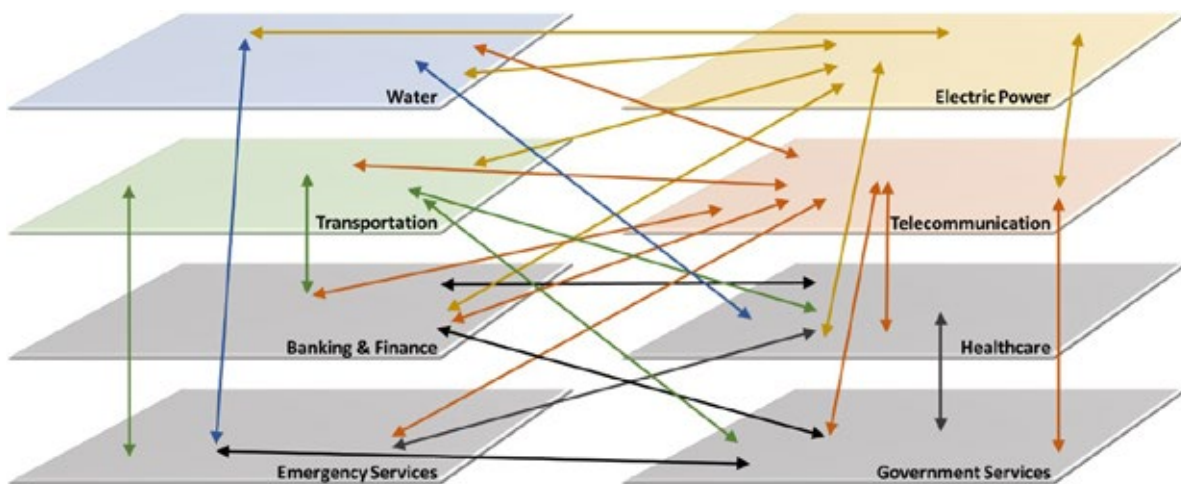 Water
Electric Power
Transportation
Telecommunication
Banking & Finance
Healthcare
Emergency Services
Government Services